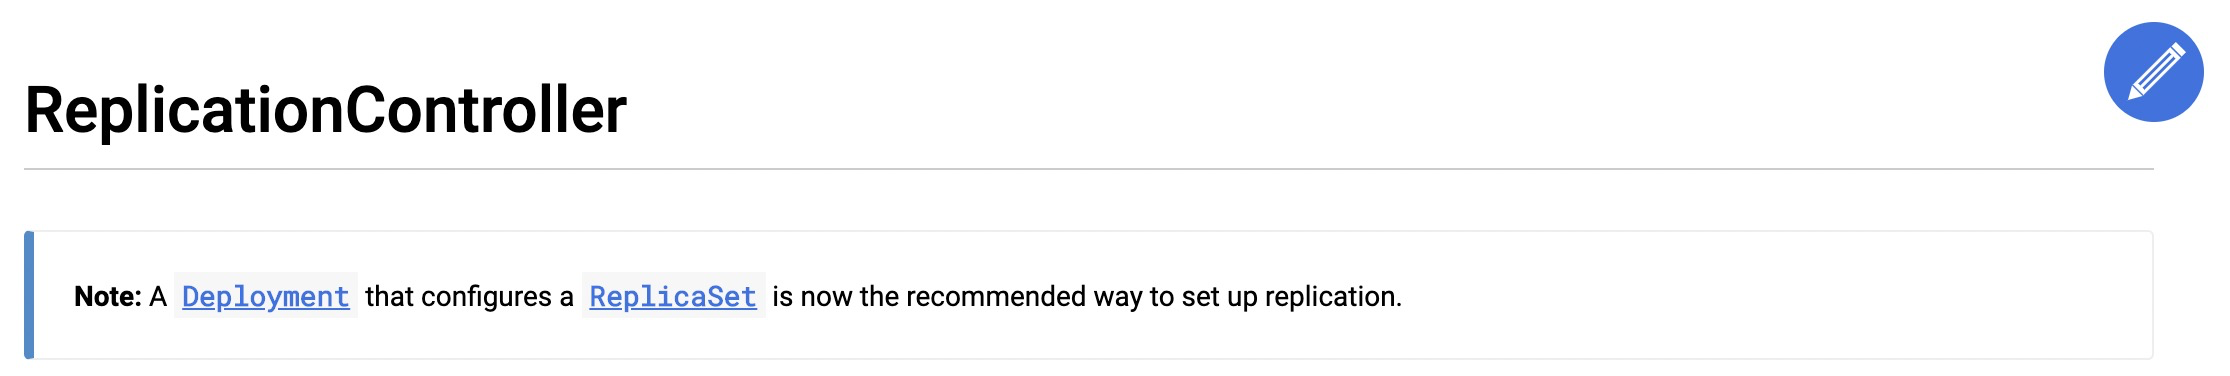 ReplicationController
Note: A Deployment that configures a ReplicaSet is now the recommended way to set up replication.